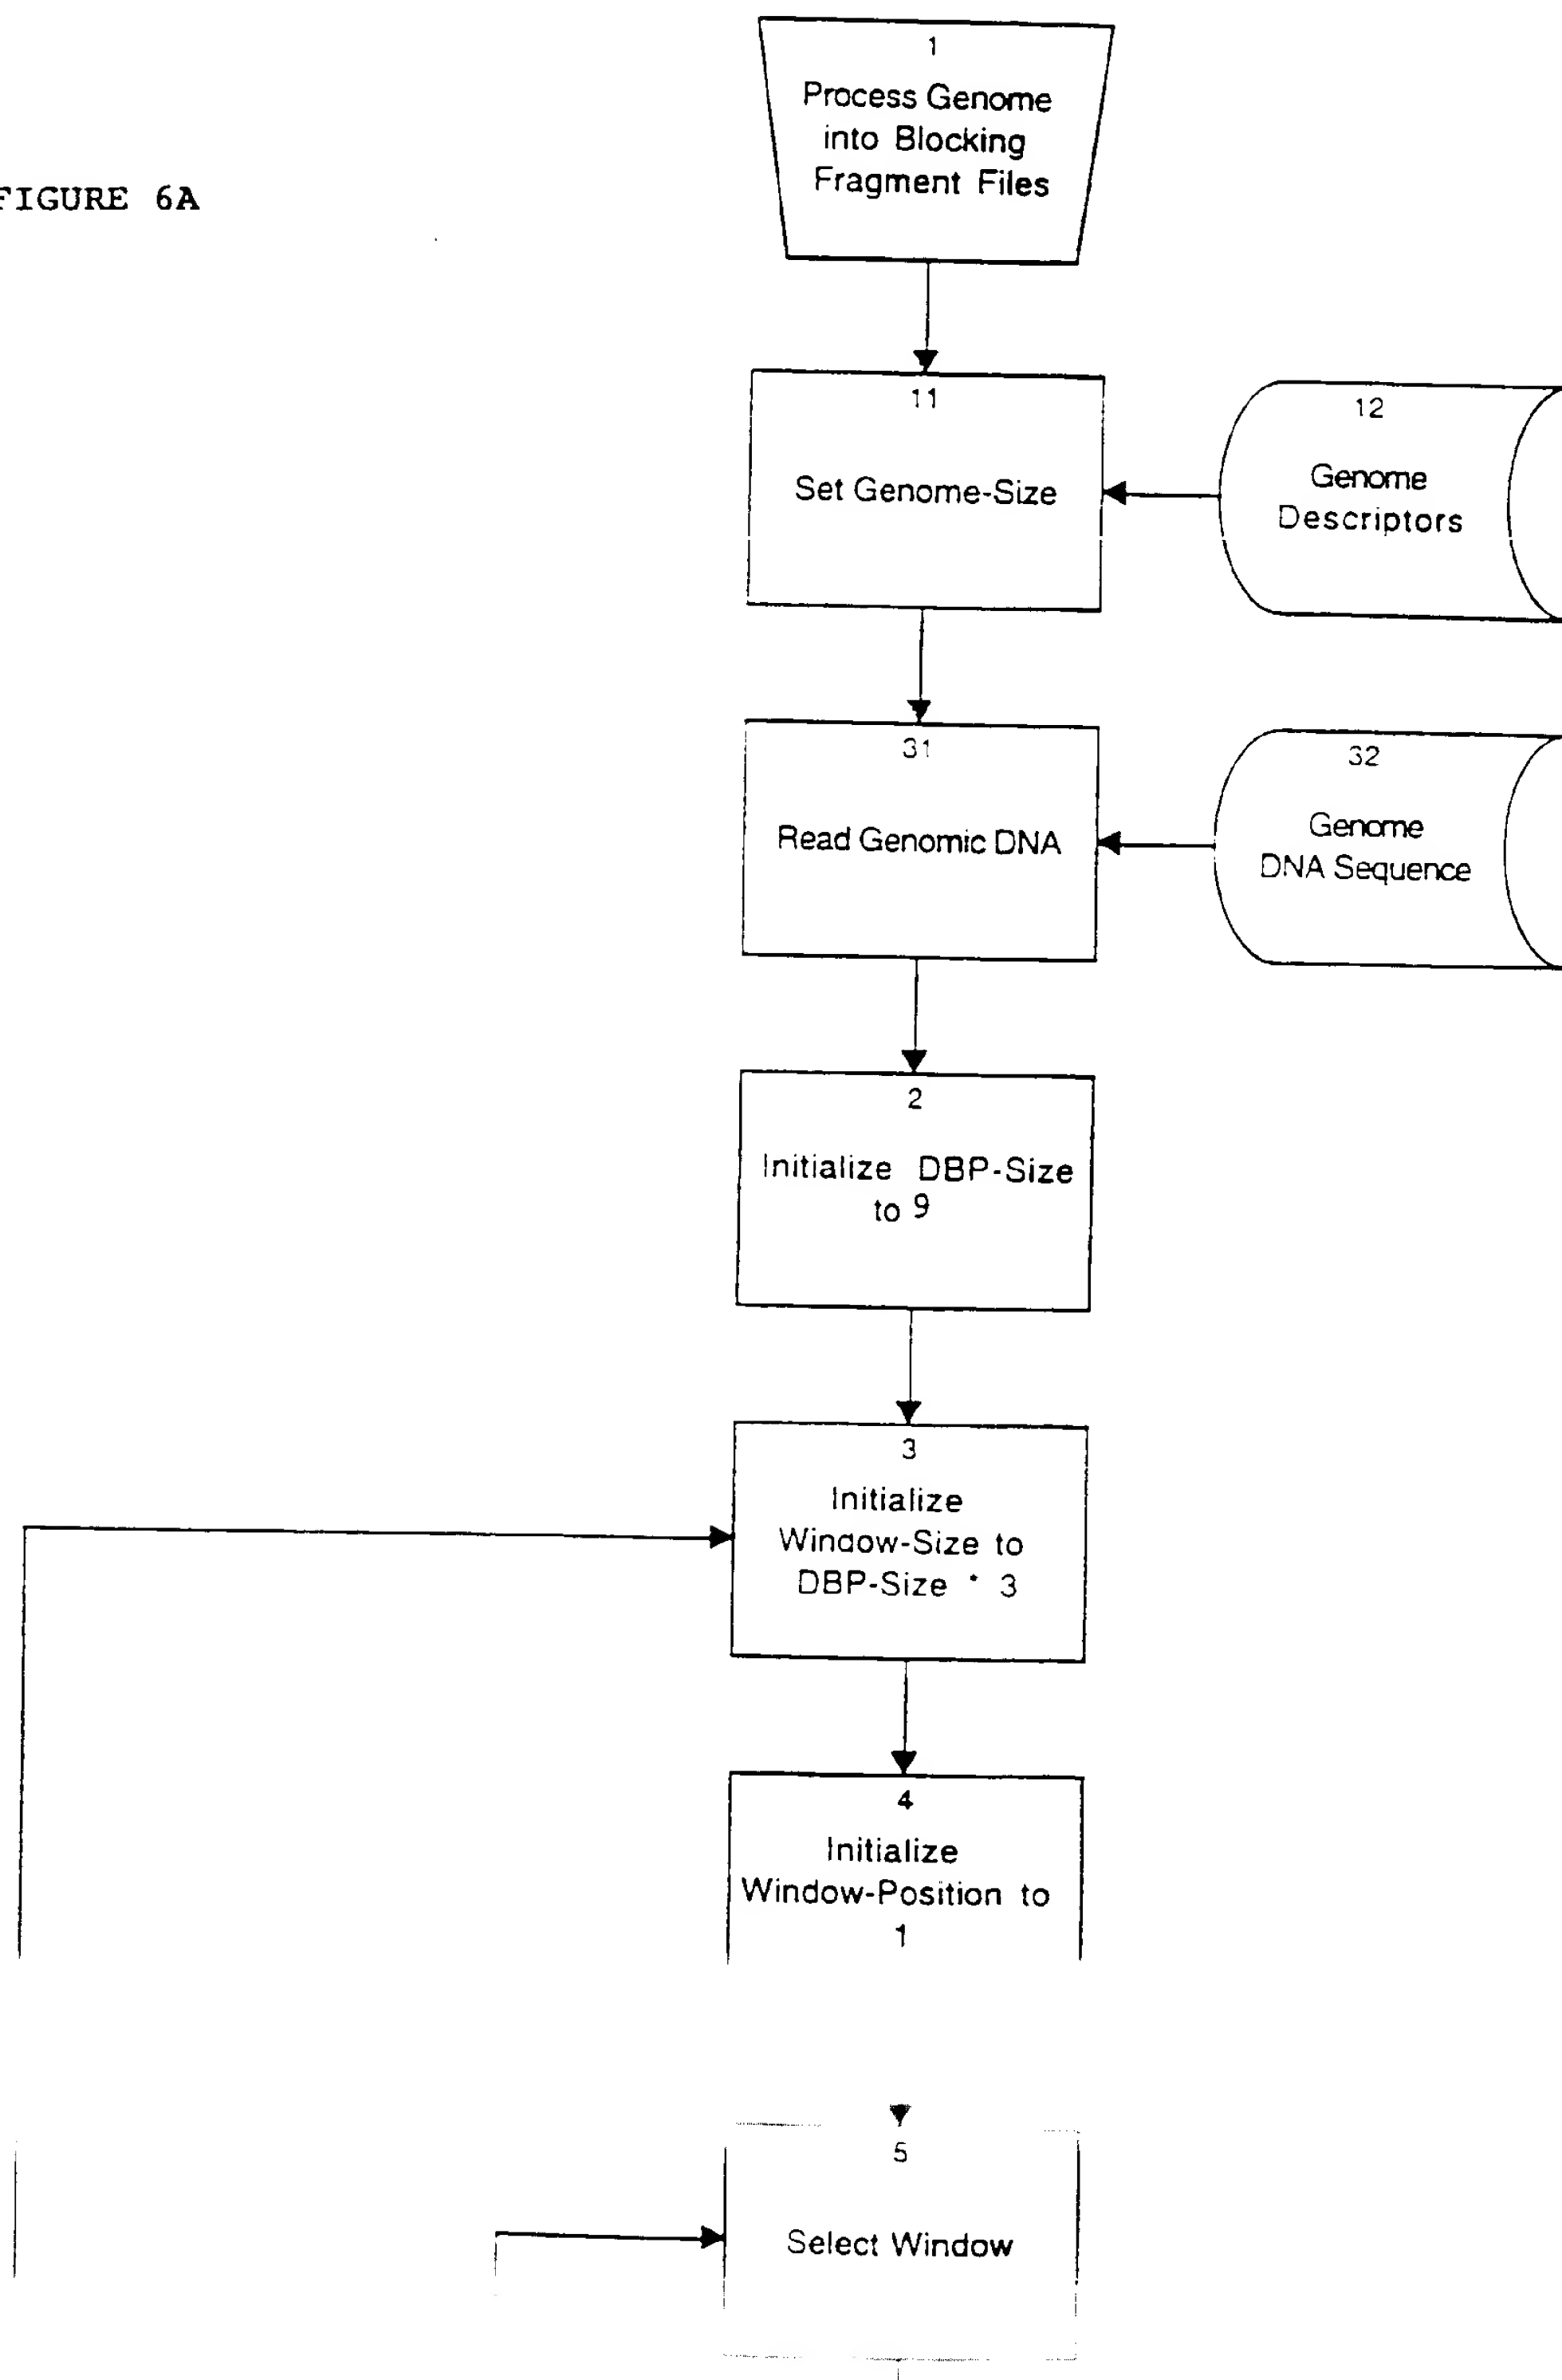 FIGURE 6A
1
Process Genome
into Blocking
Fragment Files
11
Set Genome-Size
12
Genome
Descriptors
31
Read Genomic DNA
32
Genome
DNA Sequence
2
Initialize DBP-Size
to 9
3
Initialize
Window-Size to
DBP-Size * 3
4
Initialize
Window-Position to
1
5
Select Window